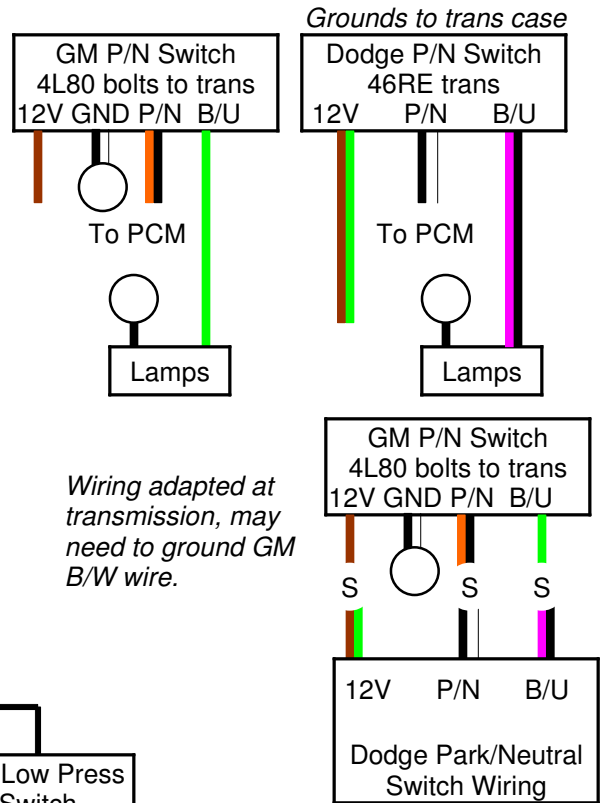 Grounds to trans case
GM P/N Switch
4L80 bolts to trans
12V GND P/N B/U
Dodge P/N Switch
46RE trans
12V P/N B/U
To PCM
To PCM
Lamps
Lamps
Wiring adapted at
transmission, may
need to ground GM
B/W wire.
GM P/N Switch
4L80 bolts to trans
12V GND P/N B/U
S S S
12V P/N B/U
Dodge Park/Neutral
Switch Wiring
Low Press
Switch